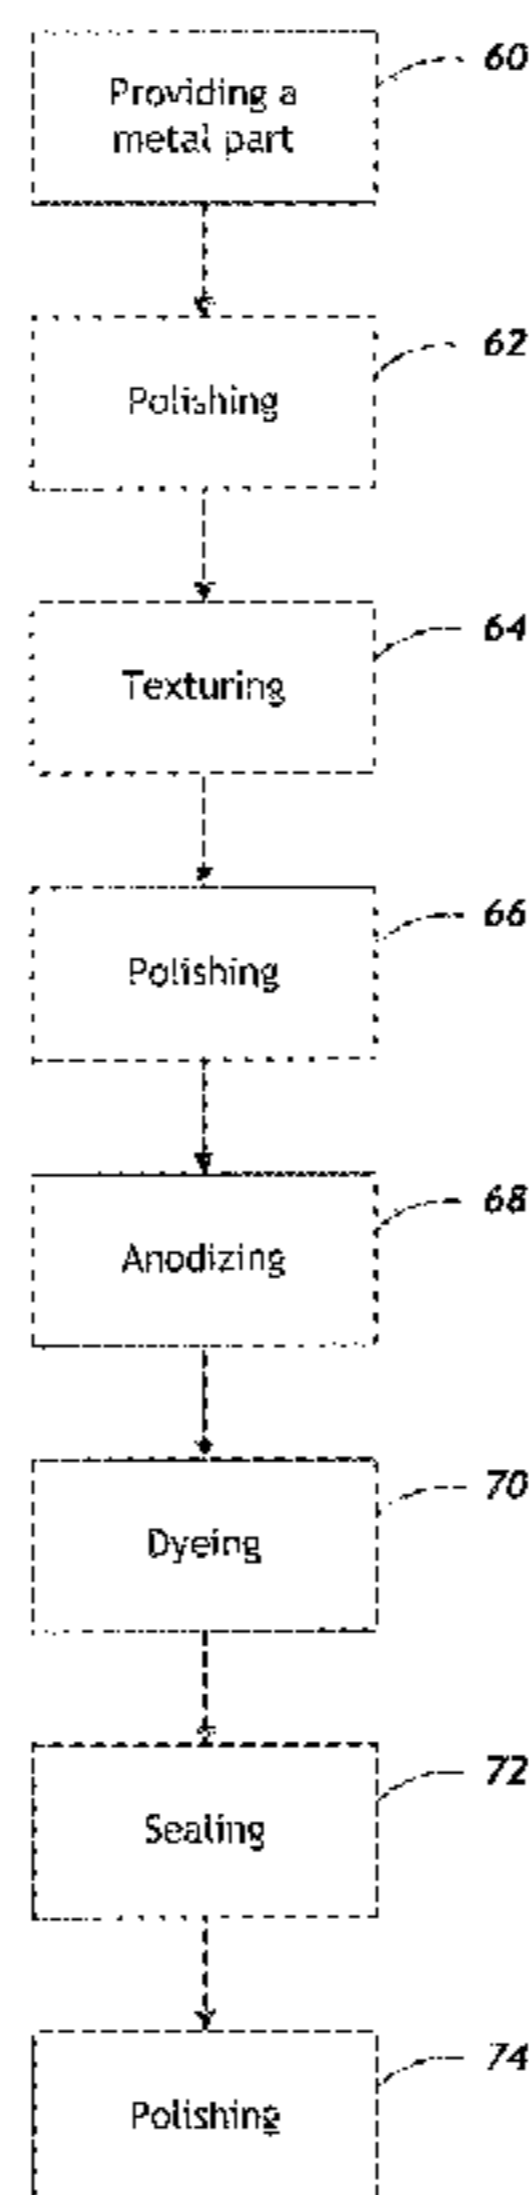 Providing a
metal part
60
Polishing
62
Texturing
64
Polishing
66
Anodizing
68
Dyeing
70
Sealing
72
Polishing
74